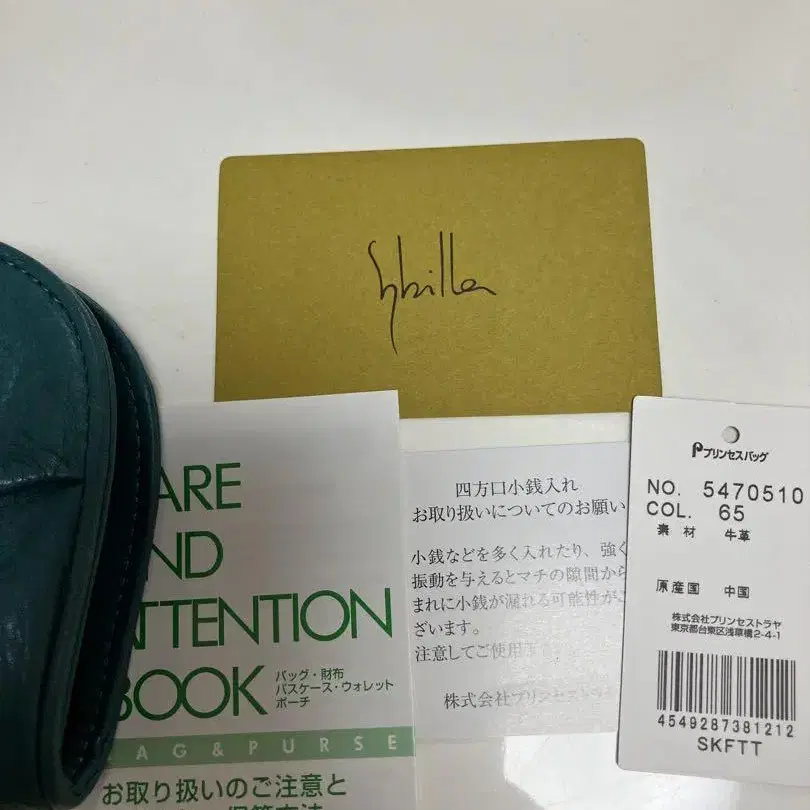 Sybilla
CARE
AND
ATTENTION
BOOK
バッグ・財布
パスケース・ウォレット
ポーチ
BAG & PURSE
お取り扱いのご注意と
四方口小銭入れ
お取り扱いについてのお願い
小銭などを多く入れたり、強く
振動を与えるとマチの隙間から
まれに小銭が漏れる可能性がご
ざいます。
注意してご使用
株式会社プリンセストラヤ
プリンセスバッグ
NO. 5470510
COL. 65
素材 牛革
原産国 中国
株式会社プリンセストラヤ
東京都台東区浅草橋2-4-1
4549287381212
SKFTT